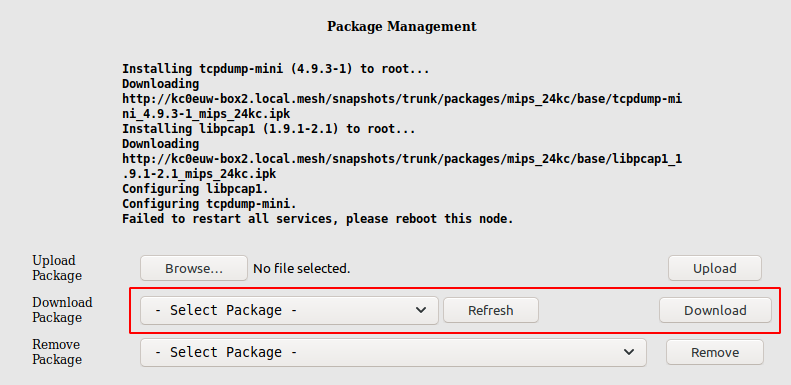 Package Management
Installing tcpdump-mini (4.9.3-1) to root...
Downloading
http://kc0euw-box2.local.mesh/snapshots/trunk/packages/mips_24kc/base/tcpdump-mi
ni_4.9.3-1_mips_24kc.ipk
Installing libpcap1 (1.9.1-2.1) to root...
Downloading
http://kc0euw-box2.local.mesh/snapshots/trunk/packages/mips_24kc/base/libpcap1_1
.9.1-2.1_mips_24kc.ipk
Configuring libpcap1.
Configuring tcpdump-mini.
Failed to restart all services, please reboot this node.
Upload
Package
Browse... No file selected. Upload
Download
Package
- Select Package - Refresh Download
Remove
Package
- Select Package - Remove